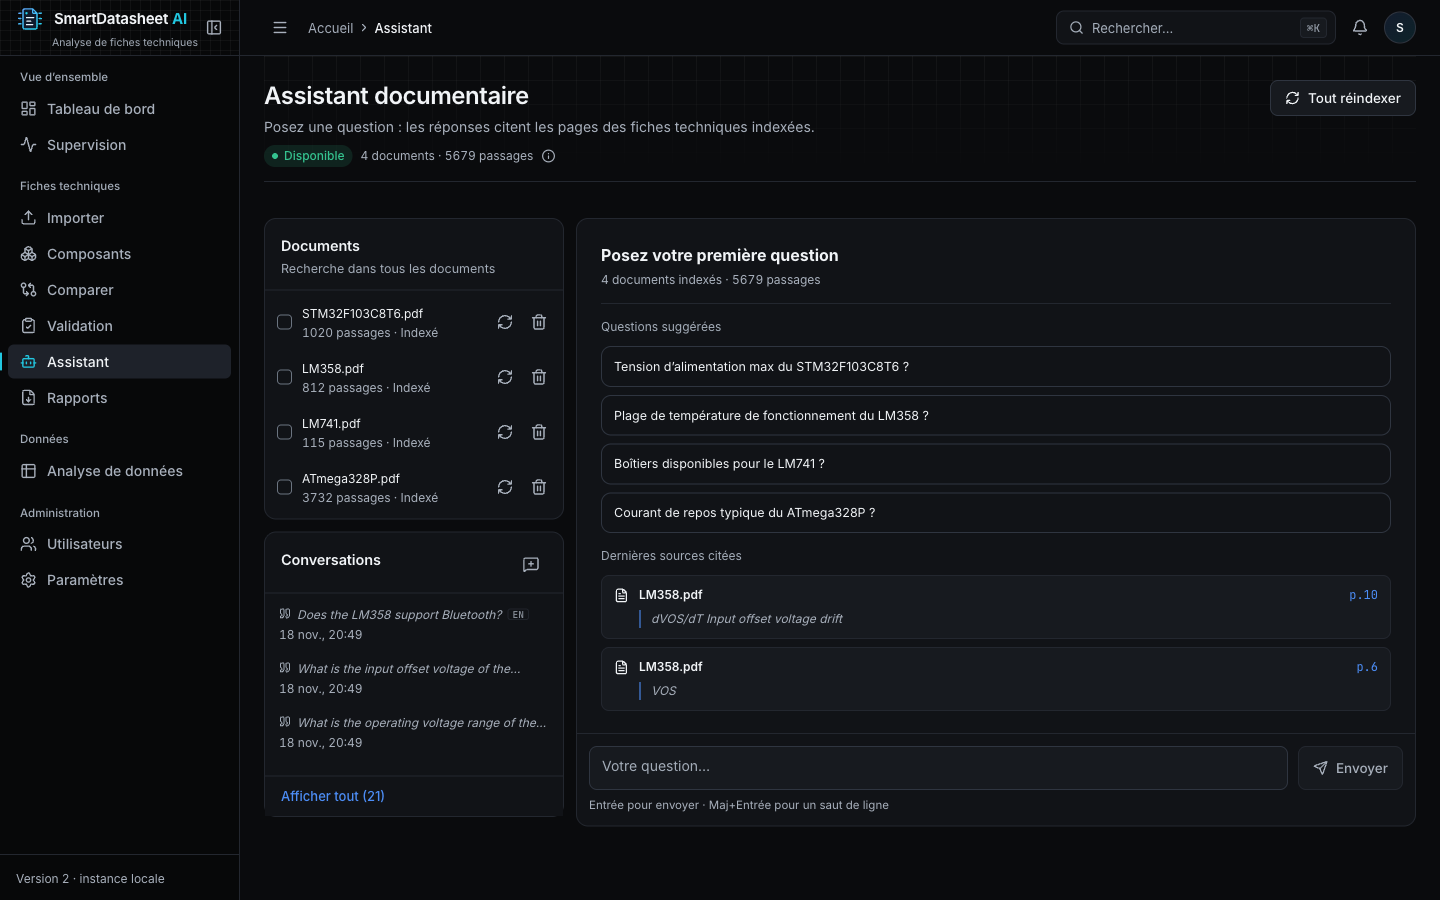 SmartDatasheet AI
Analyse de fiches techniques
Accueil > Assistant
Rechercher...
⌘K
S
Vue d’ensemble
Tableau de bord
Supervision
Fiches techniques
Importer
Composants
Comparer
Validation
Assistant
Rapports
Données
Analyse de données
Administration
Utilisateurs
Paramètres
Version 2 · instance locale
Assistant documentaire
Posez une question : les réponses citent les pages des fiches techniques indexées.
Disponible
4 documents · 5679 passages
Tout réindexer
Documents
Recherche dans tous les documents
STM32F103C8T6.pdf
1020 passages · Indexé
LM358.pdf
812 passages · Indexé
LM741.pdf
115 passages · Indexé
ATmega328P.pdf
3732 passages · Indexé
Conversations
Does the LM358 support Bluetooth? EN
18 nov., 20:49
What is the input offset voltage of the...
18 nov., 20:49
What is the operating voltage range of the...
18 nov., 20:49
Afficher tout (21)
Posez votre première question
4 documents indexés · 5679 passages
Questions suggérées
Tension d’alimentation max du STM32F103C8T6 ?
Plage de température de fonctionnement du LM358 ?
Boîtiers disponibles pour le LM741 ?
Courant de repos typique du ATmega328P ?
Dernières sources citées
LM358.pdf
p.10
dVOS/dT Input offset voltage drift
LM358.pdf
p.6
VOS
Votre question...
Envoyer
Entrée pour envoyer · Maj+Entrée pour un saut de ligne